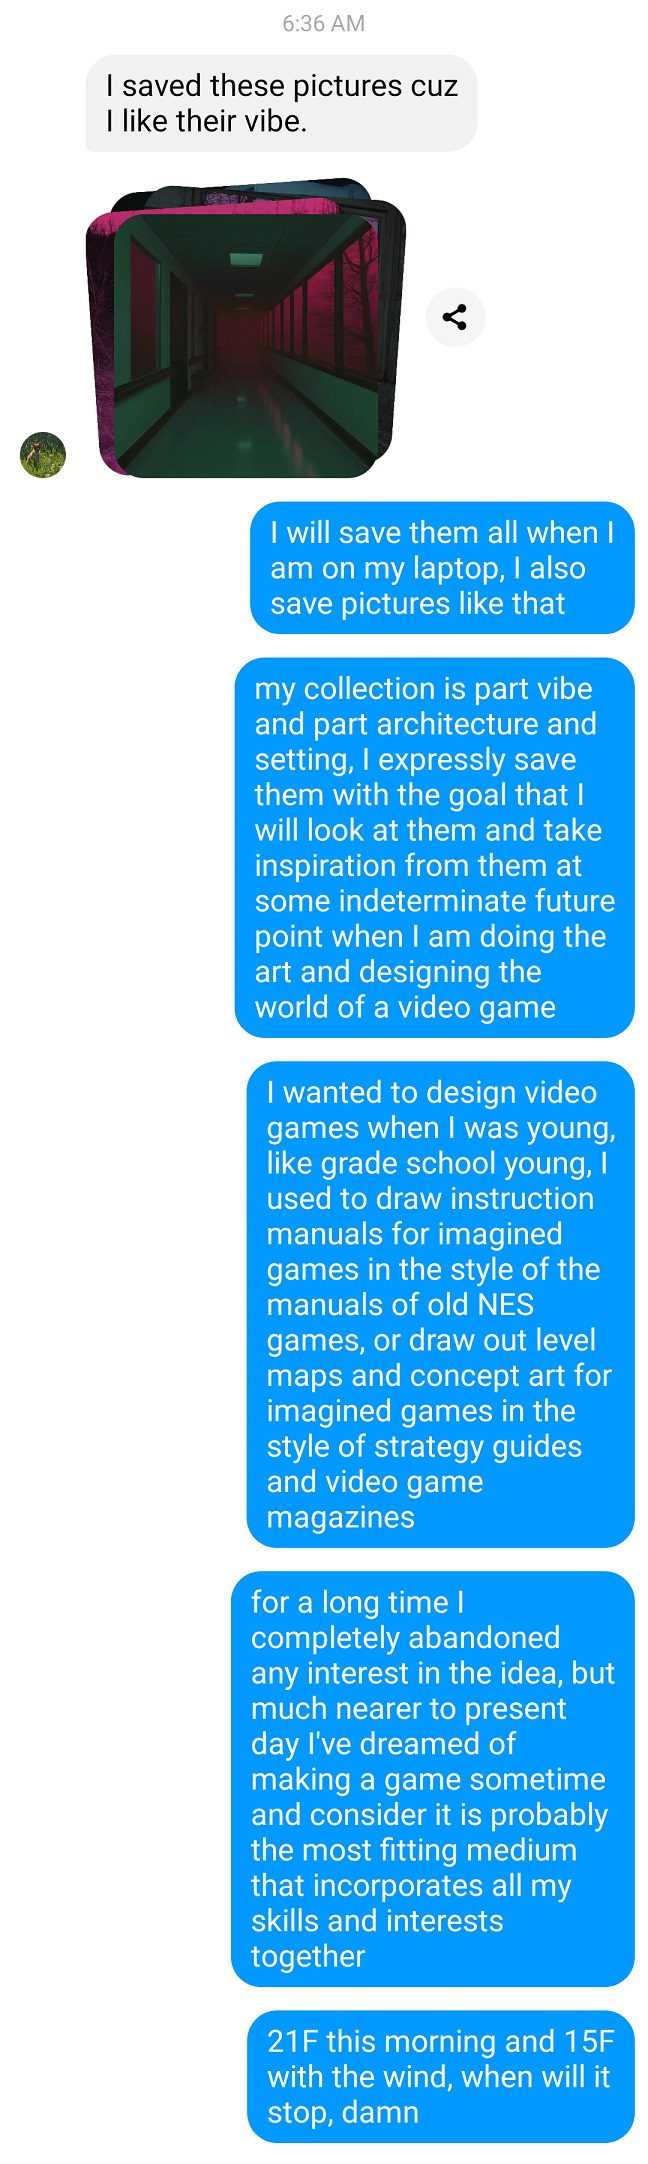 6:36 AM
I saved these pictures cuz
I like their vibe.
I will save them all when I
am on my laptop, I also
save pictures like that
my collection is part vibe
and part architecture and
setting, I expressly save
them with the goal that I
will look at them and take
inspiration from them at
some indeterminate future
point when I am doing the
art and designing the
world of a video game
I wanted to design video
games when I was young,
like grade school young, I
used to draw instruction
manuals for imagined
games in the style of the
manuals of old NES
games, or draw out level
maps and concept art for
imagined games in the
style of strategy guides
and video game
magazines
for a long time I
completely abandoned
any interest in the idea, but
much nearer to present
day I've dreamed of
making a game sometime
and consider it is probably
the most fitting medium
that incorporates all my
skills and interests
together
21F this morning and 15F
with the wind, when will it
stop, damn